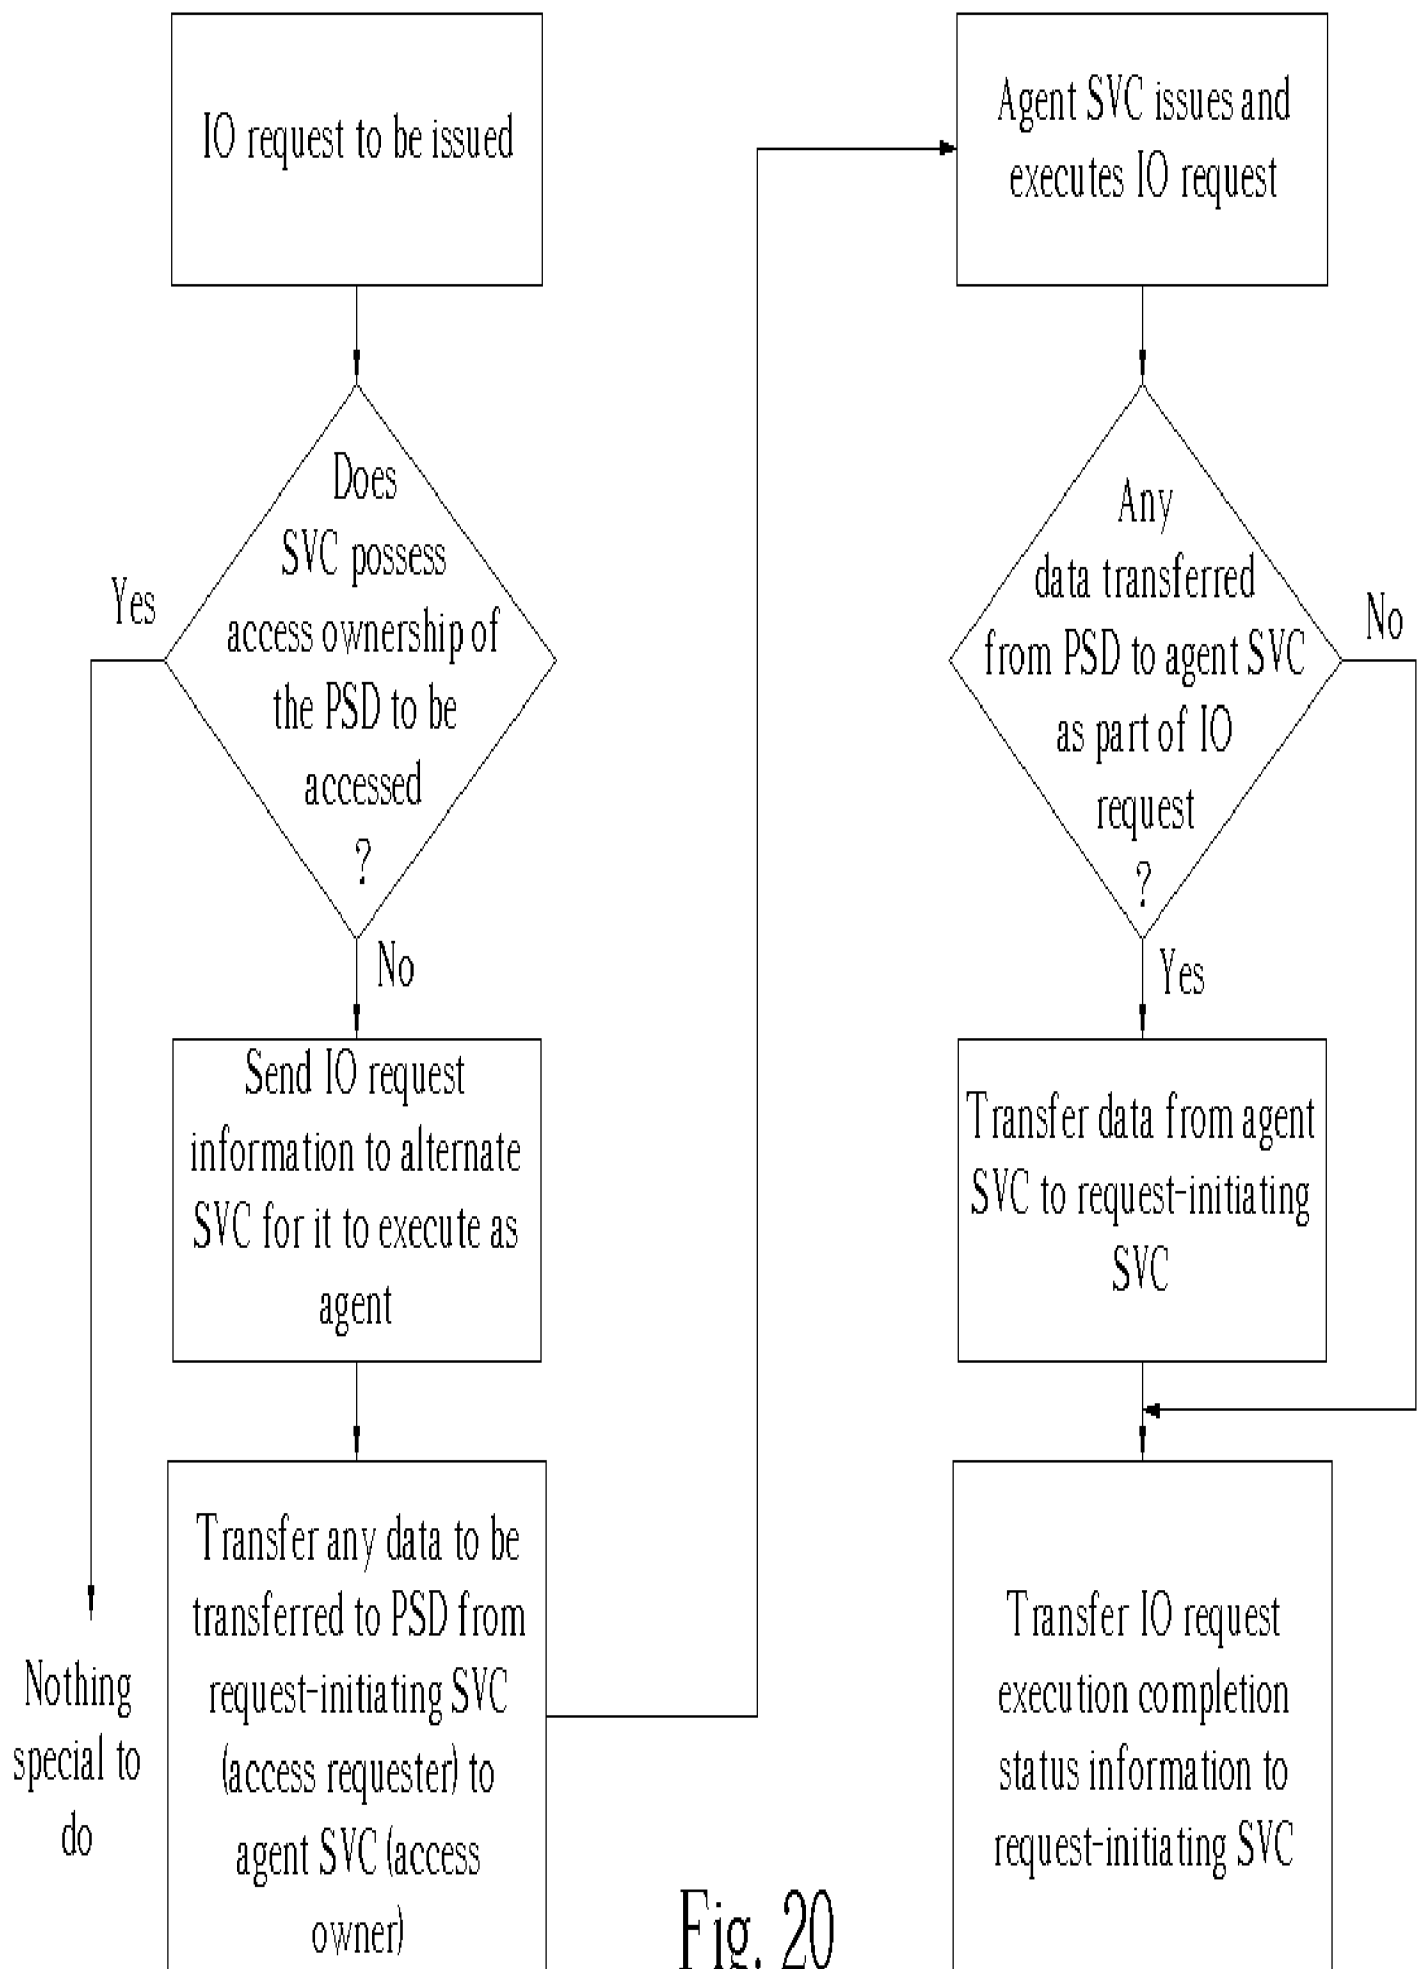 IO request to be issued
Does
SVC possess
access ownership of
the PSD to be
accessed
?
Yes
No
Send IO request
information to alternate
SVC for it to execute as
agent
Transfer any data to be
transferred to PSD from
request-initiating SVC
(access requester) to
agent SVC (access
owner)
Nothing
special to
do
Agent SVC issues and
executes IO request
Any
data transferred
from PSD to agent SVC
as part of IO
request
?
No
Yes
Transfer data from agent
SVC to request-initiating
SVC
Transfer IO request
execution completion
status information to
request-initiating SVC
Fig. 20